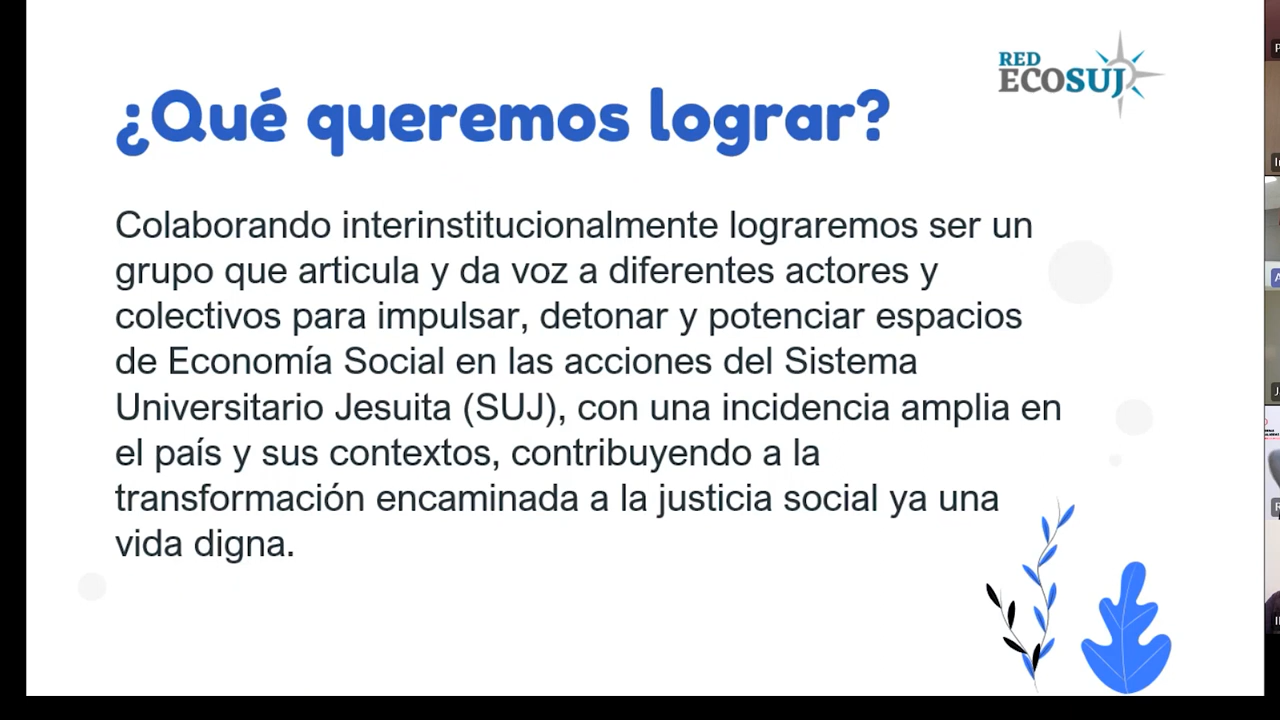 RED
ECOSUJ
¿Qué queremos lograr?
Colaborando interinstitucionalmente lograremos ser un
grupo que articula y da voz a diferentes actores y
colectivos para impulsar, detonar y potenciar espacios
de Economía Social en las acciones del Sistema
Universitario Jesuita (SUJ), con una incidencia amplia en
el país y sus contextos, contribuyendo a la
transformación encaminada a la justicia social ya una
vida digna.